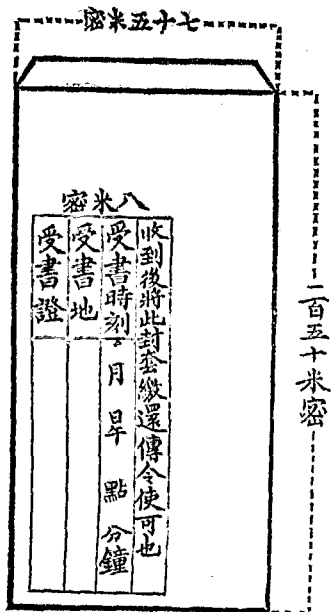 七十五米密
二百五十米密
八米密
收到後將此封套繳還傳令使可也
受書時刻 月 日午 點 分鐘
受書地
受書證